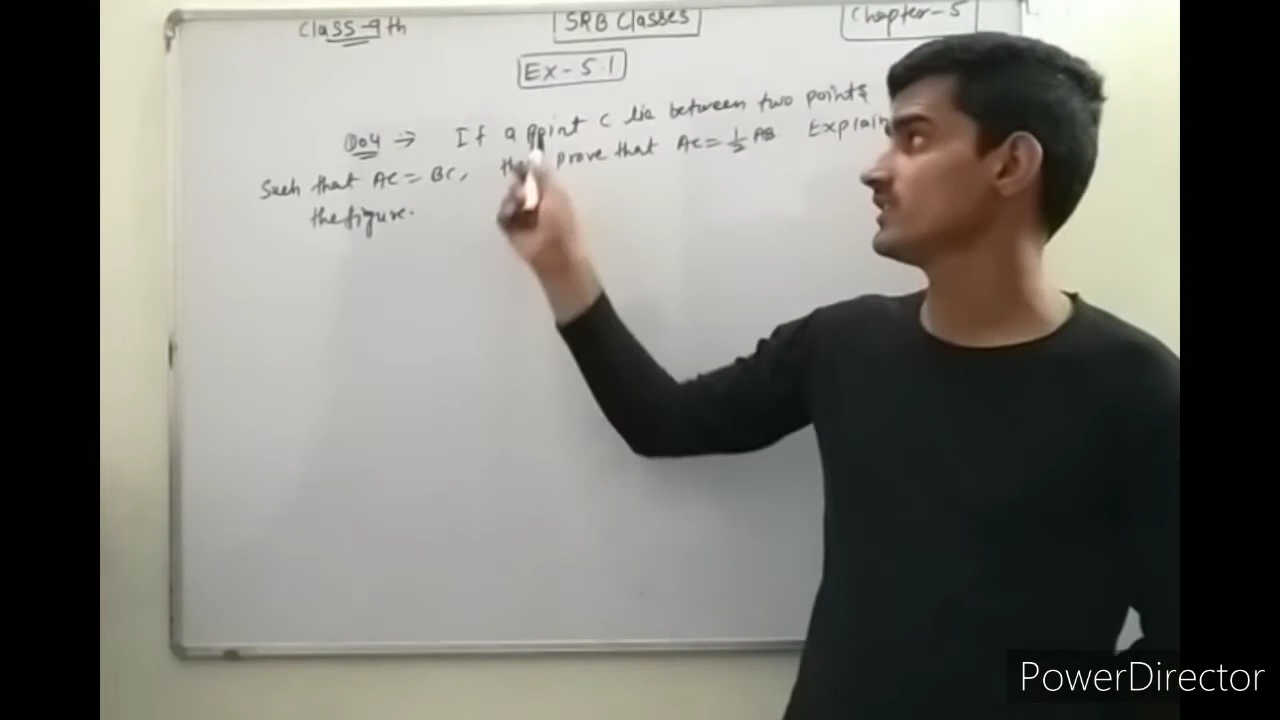 Class-9th
SRB Classes
Chapter-5
Ex-5.1
Q04 → If a point C lie between two points
Such that AC = BC, prove that AC = 1/2 AB Explain
the figure.
PowerDirector